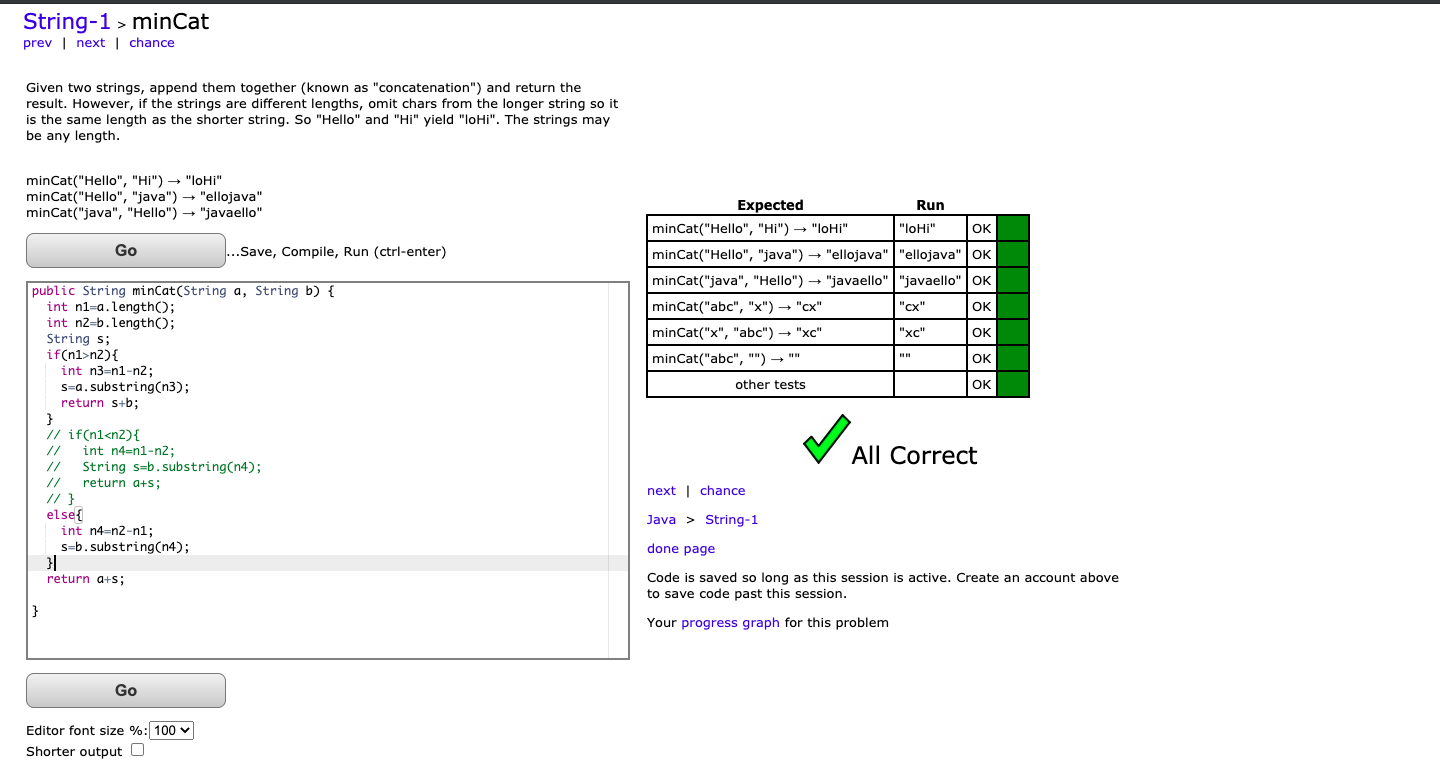 String-1 > minCat
prev | next | chance
Given two strings, append them together (known as "concatenation") and return the
result. However, if the strings are different lengths, omit chars from the longer string so it
is the same length as the shorter string. So "Hello" and "Hi" yield "loHi". The strings may
be any length.
minCat("Hello", "Hi") → "loHi"
minCat("Hello", "java") → "ellojava"
minCat("java", "Hello") → "javaello"
Go ...Save, Compile, Run (ctrl-enter)
public String minCat(String a, String b) {
  int n1=a.length();
  int n2=b.length();
  String s;
  if(n1>n2){
    int n3=n1-n2;
    s=a.substring(n3);
    return s+b;
  }
  // if(n1<n2){
  //   int n4=n1-n2;
  //   String s=b.substring(n4);
  //   return a+s;
  // }
  else{
    int n4=n2-n1;
    s=b.substring(n4);
  }
  return a+s;
}
Go
Editor font size %: 100
Shorter output
Expected Run
minCat("Hello", "Hi") → "loHi" "loHi" OK
minCat("Hello", "java") → "ellojava" "ellojava" OK
minCat("java", "Hello") → "javaello" "javaello" OK
minCat("abc", "x") → "cx" "cx" OK
minCat("x", "abc") → "xc" "xc" OK
minCat("abc", "") → "" "" OK
other tests OK
All Correct
next | chance
Java > String-1
done page
Code is saved so long as this session is active. Create an account above
to save code past this session.
Your progress graph for this problem